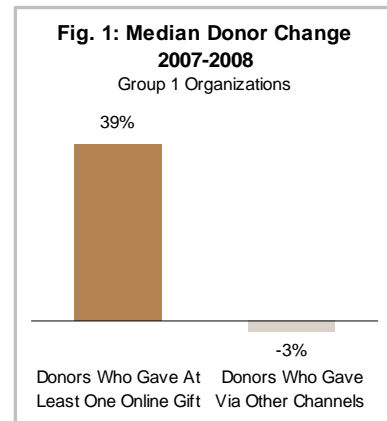 Fig. 1: Median Donor Change
2007-2008
Group 1 Organizations
39%
-3%
Donors Who Gave At
Least One Online Gift
Donors Who Gave
Via Other Channels